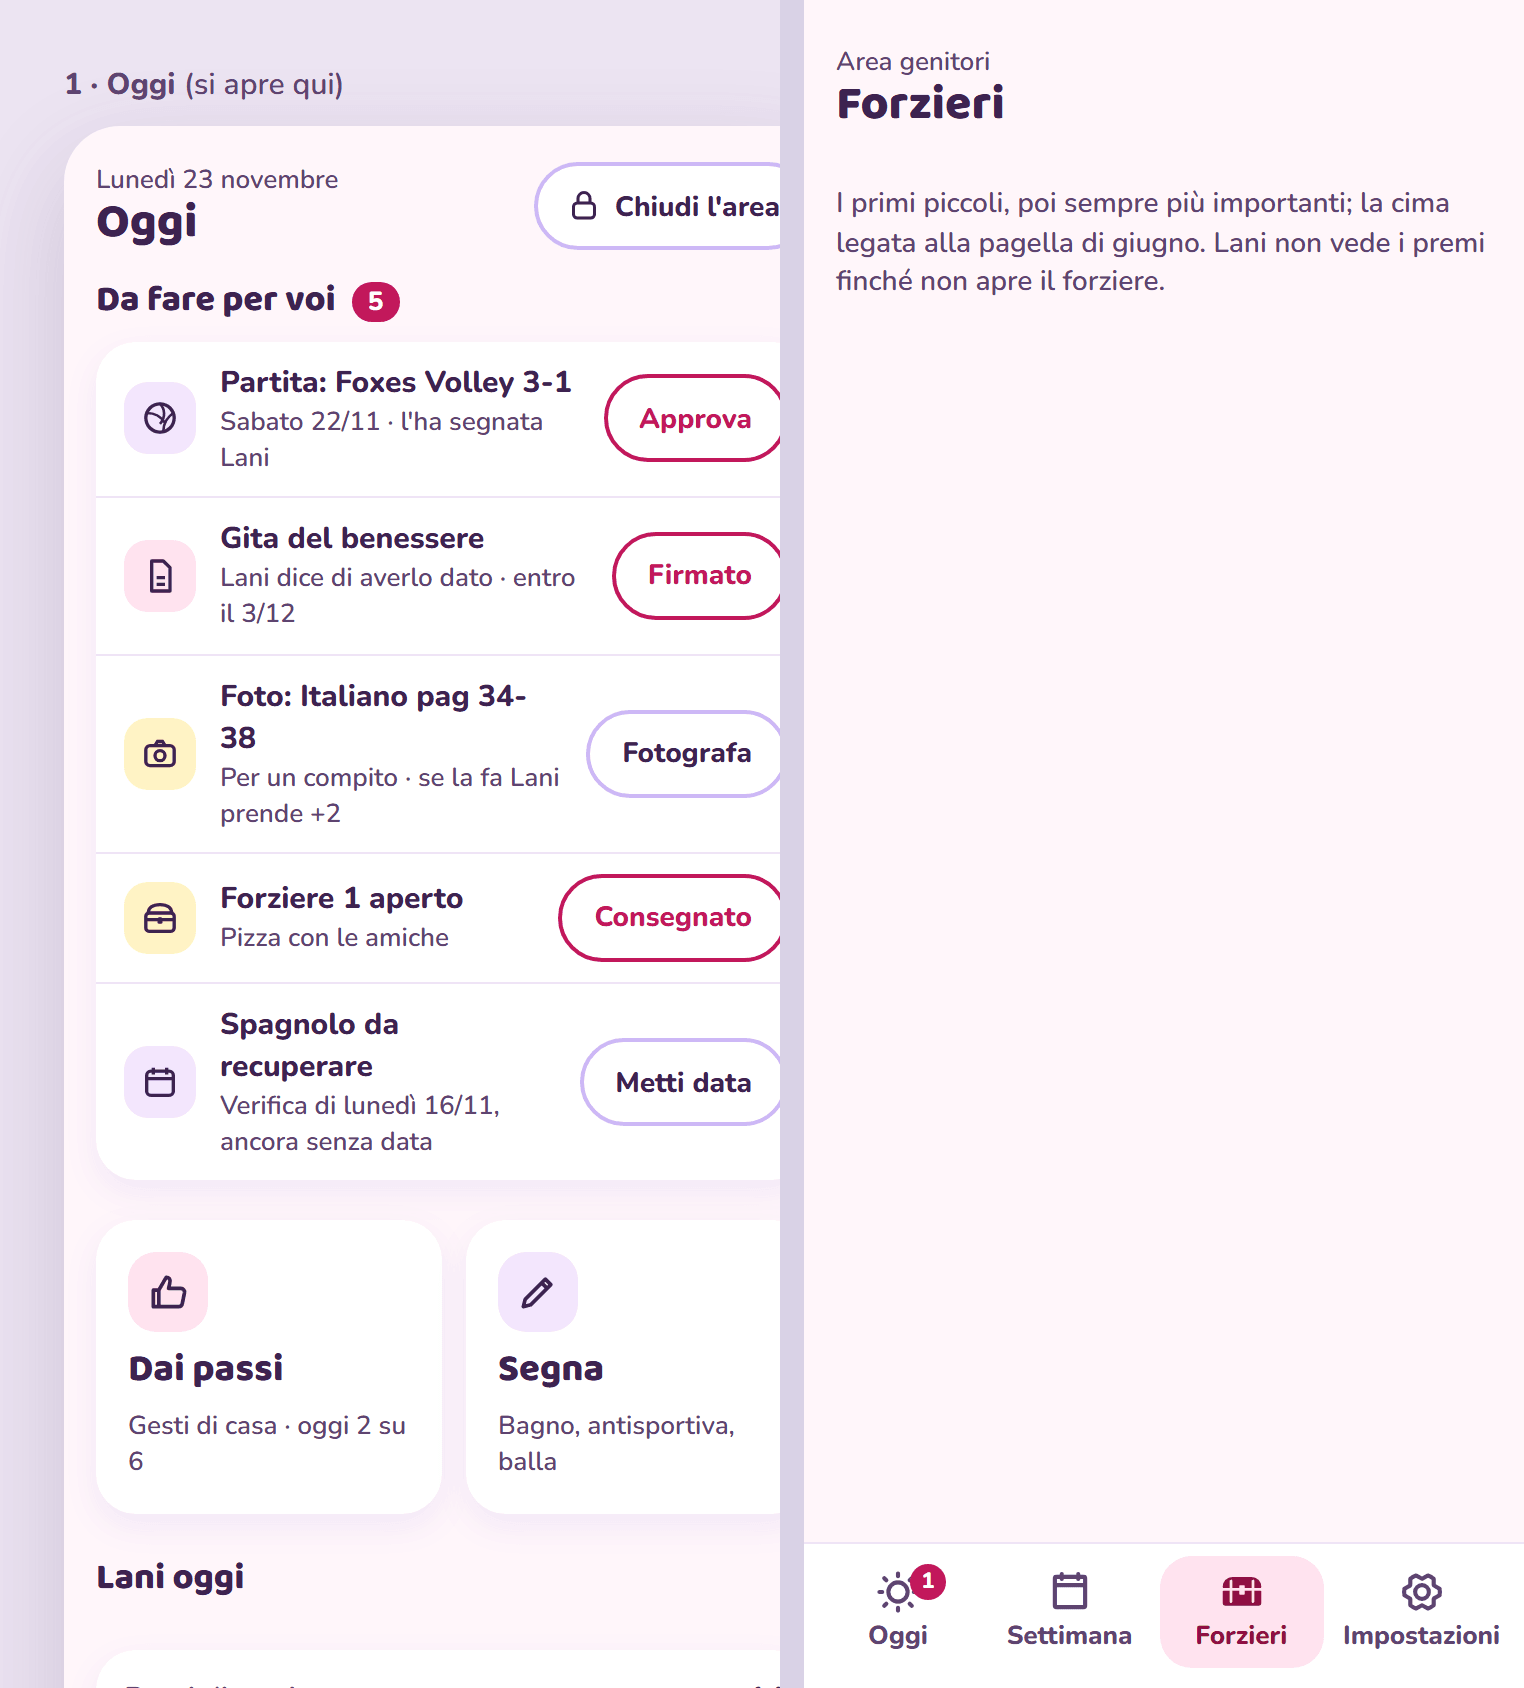 1 · Oggi (si apre qui)
Lunedì 23 novembre
Oggi
Chiudi l'area
Da fare per voi 5
Partita: Foxes Volley 3-1
Sabato 22/11 · l'ha segnata
Lani
Approva
Gita del benessere
Lani dice di averlo dato · entro
il 3/12
Firmato
Foto: Italiano pag 34-
38
Per un compito · se la fa Lani
prende +2
Fotografa
Forziere 1 aperto
Pizza con le amiche
Consegnato
Spagnolo da
recuperare
Verifica di lunedì 16/11,
ancora senza data
Metti data
Dai passi
Gesti di casa · oggi 2 su
6
Segna
Bagno, antisportiva,
balla
Lani oggi
Area genitori
Forzieri
I primi piccoli, poi sempre più importanti; la cima
legata alla pagella di giugno. Lani non vede i premi
finché non apre il forziere.
1
Oggi
Settimana
Forzieri
Impostazioni